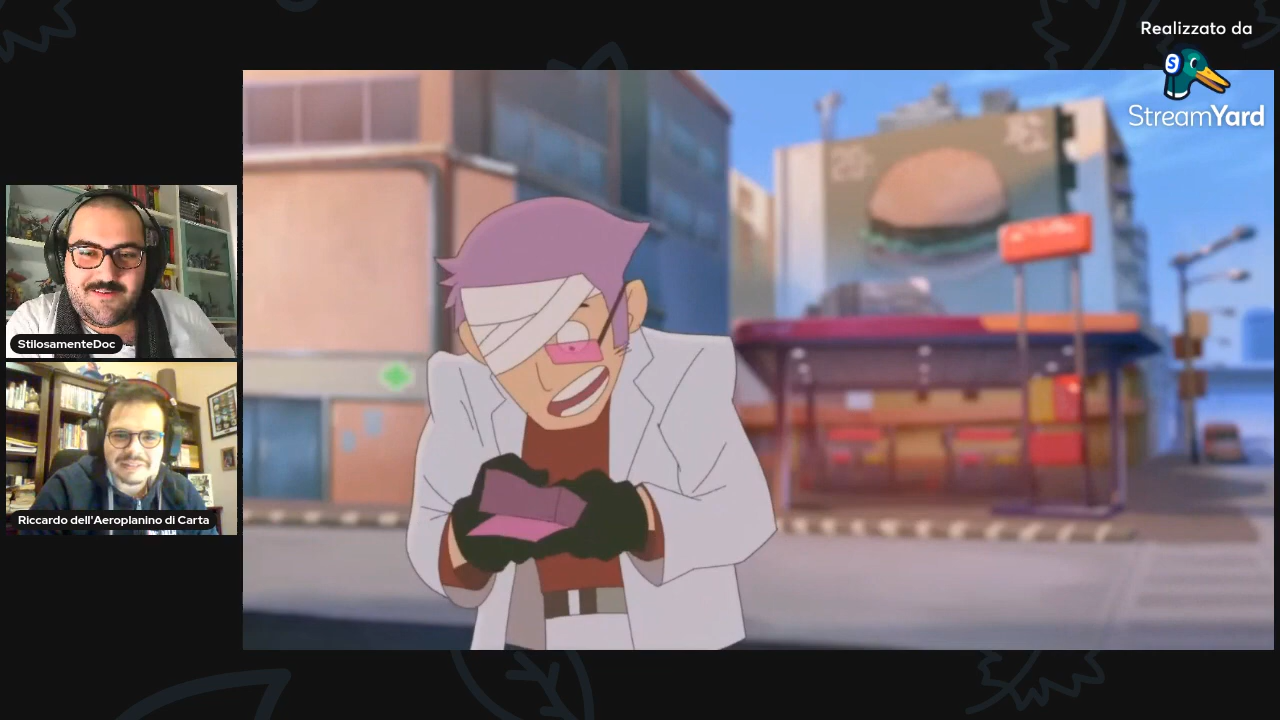 Realizzato da
S
StreamYard
StilosamenteDoc
Riccardo dell'Aeroplanino di Carta